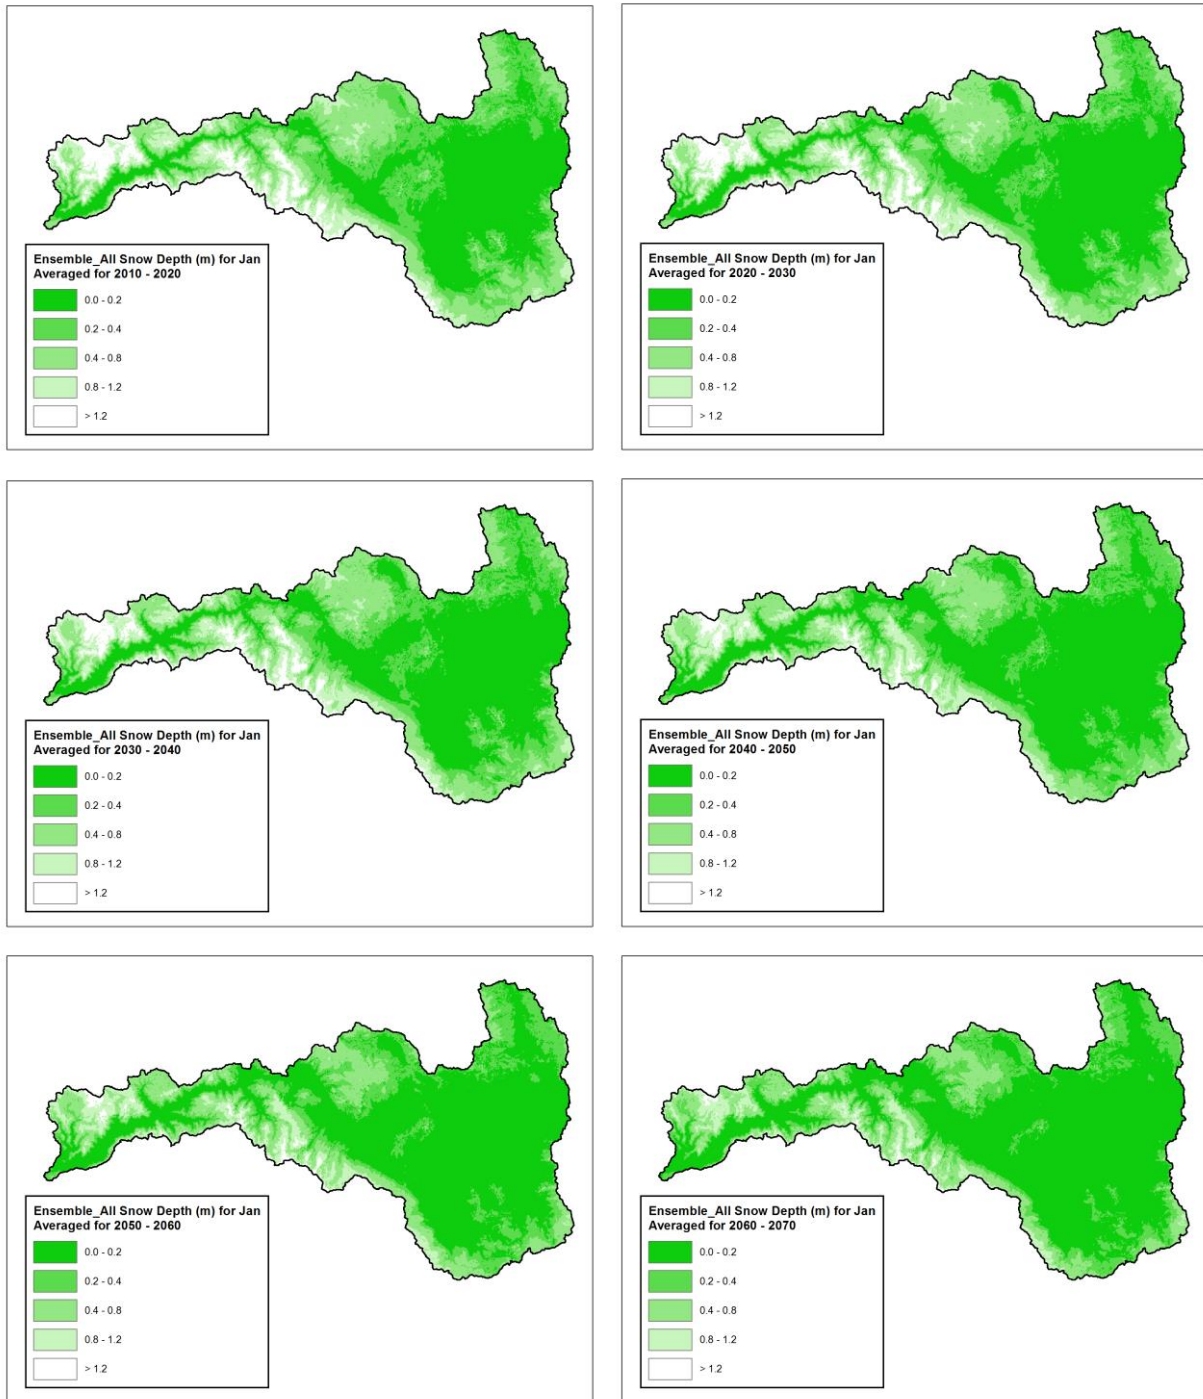 Ensemble_All Snow Depth (m) for Jan
Averaged for 2010 - 2020
0.0 - 0.2
0.2 - 0.4
0.4 - 0.8
0.8 - 1.2
> 1.2
Ensemble_All Snow Depth (m) for Jan
Averaged for 2020 - 2030
0.0 - 0.2
0.2 - 0.4
0.4 - 0.8
0.8 - 1.2
> 1.2
Ensemble_All Snow Depth (m) for Jan
Averaged for 2030 - 2040
0.0 - 0.2
0.2 - 0.4
0.4 - 0.8
0.8 - 1.2
> 1.2
Ensemble_All Snow Depth (m) for Jan
Averaged for 2040 - 2050
0.0 - 0.2
0.2 - 0.4
0.4 - 0.8
0.8 - 1.2
> 1.2
Ensemble_All Snow Depth (m) for Jan
Averaged for 2050 - 2060
0.0 - 0.2
0.2 - 0.4
0.4 - 0.8
0.8 - 1.2
> 1.2
Ensemble_All Snow Depth (m) for Jan
Averaged for 2060 - 2070
0.0 - 0.2
0.2 - 0.4
0.4 - 0.8
0.8 - 1.2
> 1.2